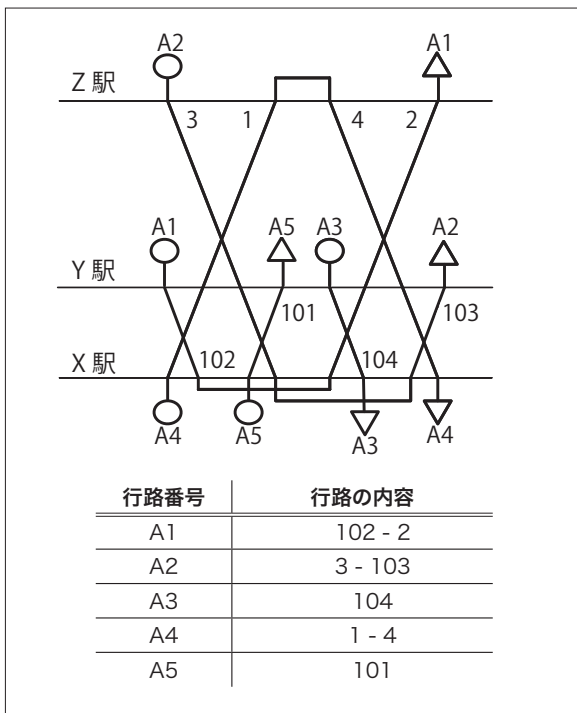 A2 A1
Z 駅
3 1 4 2
A1 A5 A3 A2
Y 駅
101 103
102 104
X 駅
A4 A5 A3 A4
行路番号 行路の内容
A1 102 - 2
A2 3 - 103
A3 104
A4 1 - 4
A5 101